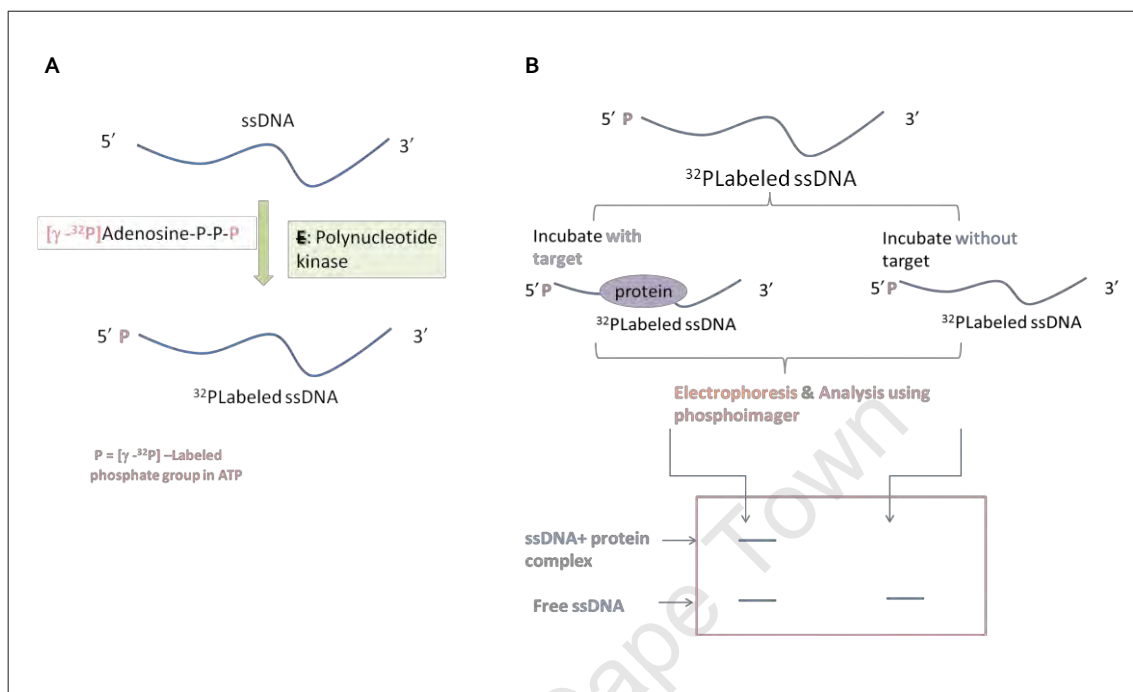 A
ssDNA
5′
3′
[γ -³²P]Adenosine-P-P-P
E: Polynucleotide
kinase
5′ P
3′
³²PLabeled ssDNA
P = [γ -³²P] –Labeled
phosphate group in ATP
B
5′ P
3′
³²PLabeled ssDNA
Incubate with
target
5′P
protein
3′
³²PLabeled ssDNA
Incubate without
target
5′P
3′
³²PLabeled ssDNA
Electrophoresis & Analysis using
phosphoimager
ssDNA+ protein
complex
Free ssDNA
Cape Town